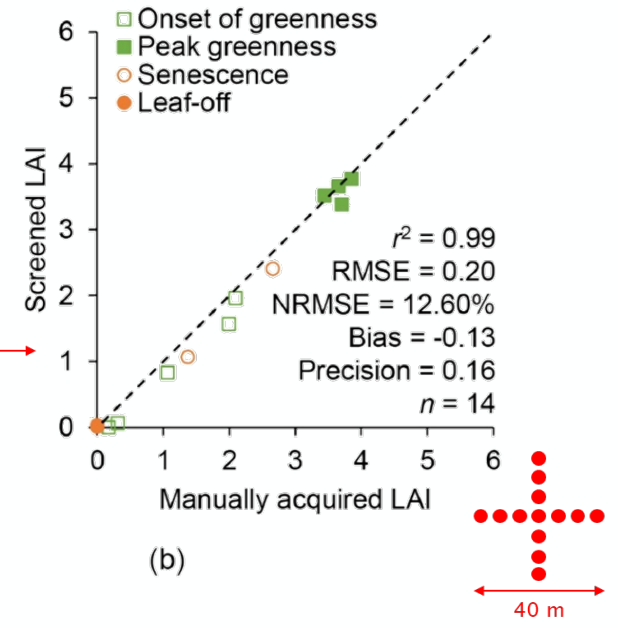 Onset of greenness
Peak greenness
Senescence
Leaf-off
6
5
4
3
2
1
0
Screened LAI
r² = 0.99
RMSE = 0.20
NRMSE = 12.60%
Bias = -0.13
Precision = 0.16
n = 14
0 1 2 3 4 5 6
Manually acquired LAI
(b)
40 m